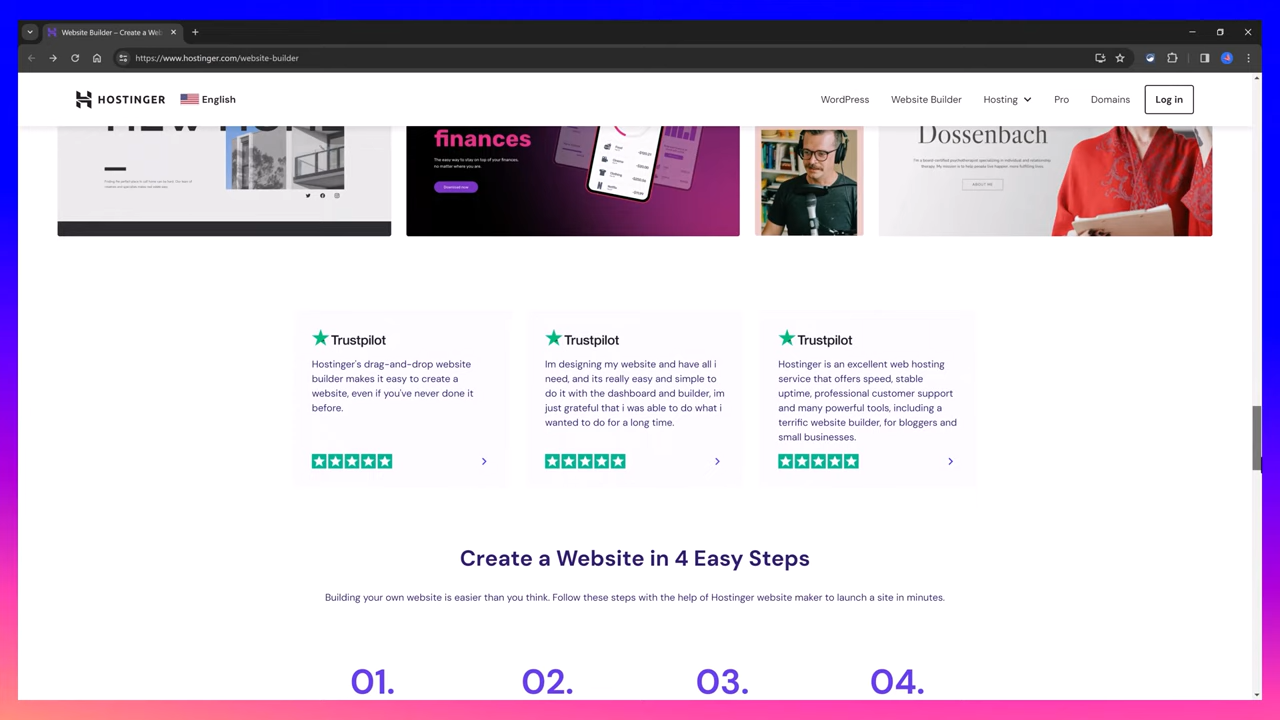 Website Builder – Create a Web
https://www.hostinger.com/website-builder
HOSTINGER
English
WordPress
Website Builder
Hosting
Pro
Domains
Log in
finances
The easy way to stay on top of your finances,
no matter where you are.
Download now
Dossenbach
ABOUT ME
Trustpilot
Hostinger's drag-and-drop website
builder makes it easy to create a
website, even if you've never done it
before.
Trustpilot
Im designing my website and have all i
need, and its really easy and simple to
do it with the dashboard and builder, im
just grateful that i was able to do what i
wanted to do for a long time.
Trustpilot
Hostinger is an excellent web hosting
service that offers speed, stable
uptime, professional customer support
and many powerful tools, including a
terrific website builder, for bloggers and
small businesses.
Create a Website in 4 Easy Steps
Building your own website is easier than you think. Follow these steps with the help of Hostinger website maker to launch a site in minutes.
01.
02.
03.
04.